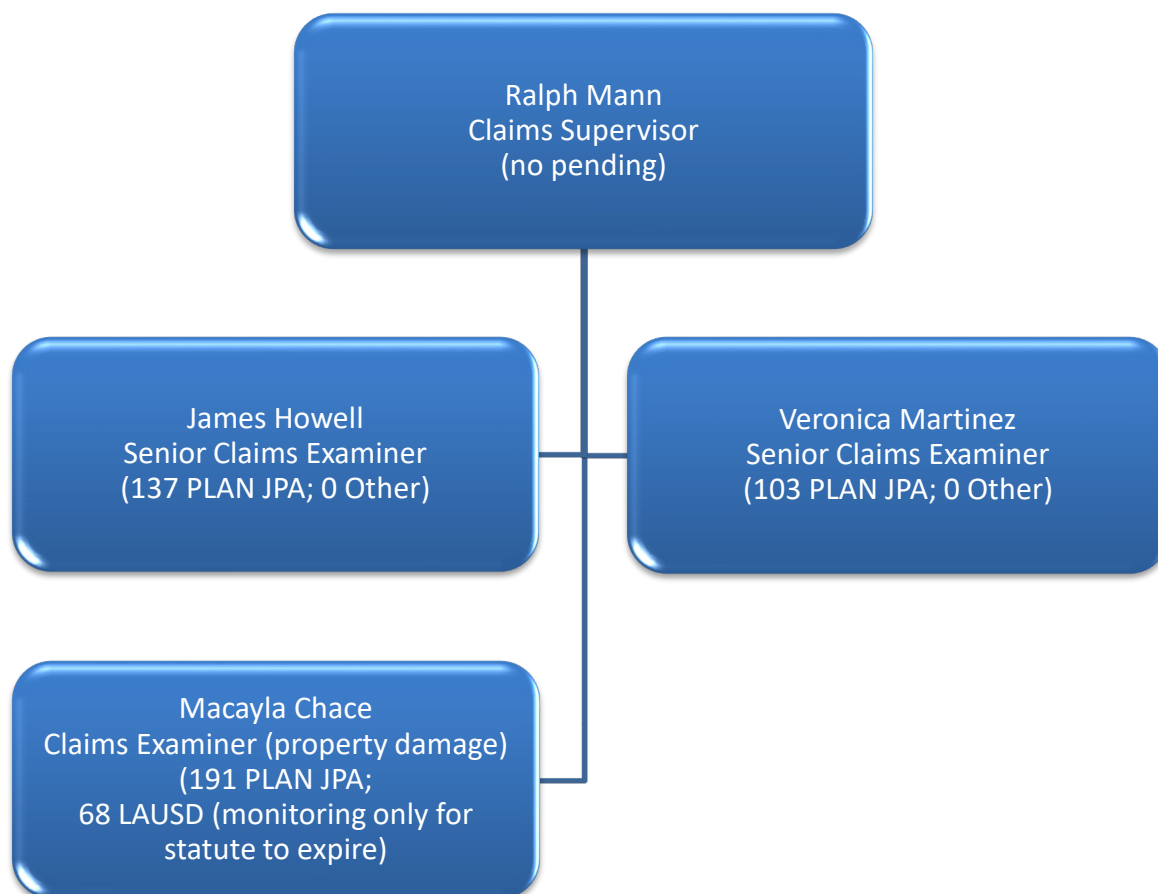 Ralph Mann
Claims Supervisor
(no pending)
James Howell
Senior Claims Examiner
(137 PLAN JPA; 0 Other)
Veronica Martinez
Senior Claims Examiner
(103 PLAN JPA; 0 Other)
Macayla Chace
Claims Examiner (property damage)
(191 PLAN JPA;
68 LAUSD (monitoring only for
statute to expire)